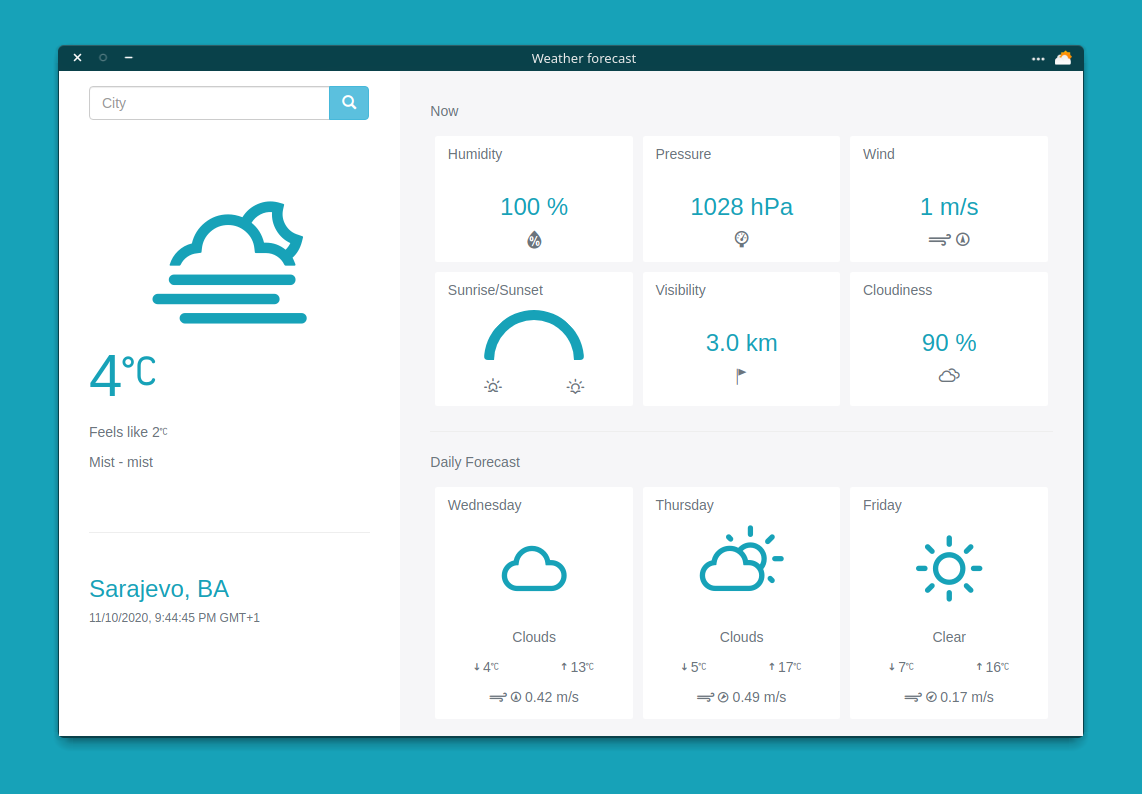 Weather forecast
City
4°C
Feels like 2°C
Mist - mist
Sarajevo, BA
11/10/2020, 9:44:45 PM GMT+1
Now
Humidity
100 %
%
Pressure
1028 hPa
Wind
1 m/s
Sunrise/Sunset
Visibility
3.0 km
Cloudiness
90 %
Daily Forecast
Wednesday
Clouds
4°C 13°C
0.42 m/s
Thursday
Clouds
5°C 17°C
0.49 m/s
Friday
Clear
7°C 16°C
0.17 m/s